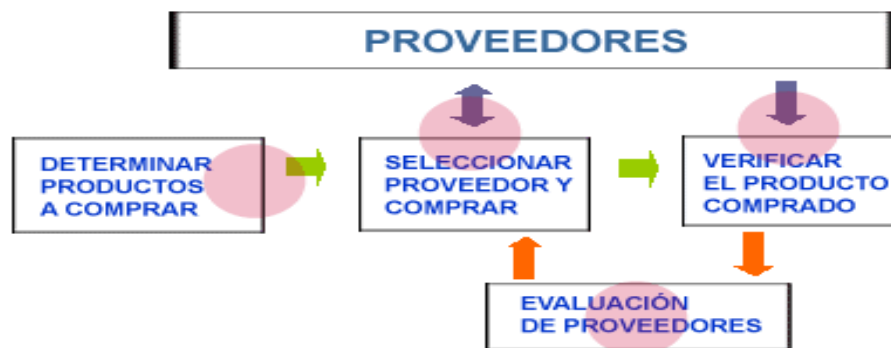 PROVEEDORES
DETERMINAR
PRODUCTOS
A COMPRAR
SELECCIONAR
PROVEEDOR Y
COMPRAR
VERIFICAR
EL PRODUCTO
COMPRADO
EVALUACIÓN
DE PROVEEDORES